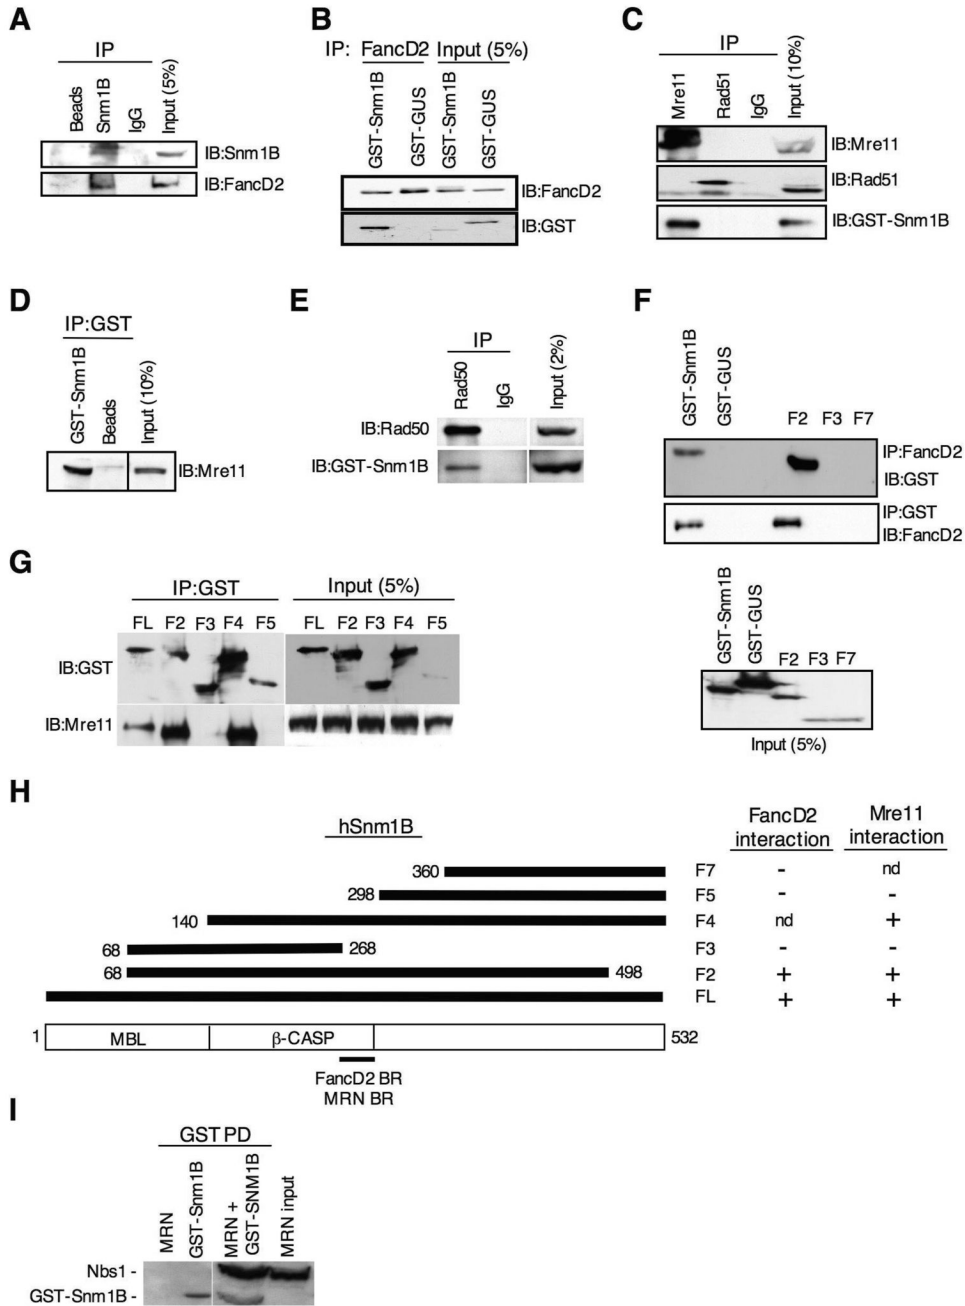 A
IP
Beads
Snm1B
IgG
Input (5%)
IB:Snm1B
IB:FancD2
B
IP: FancD2 Input (5%)
GST-Snm1B
GST-GUS
GST-Snm1B
GST-GUS
IB:FancD2
IB:GST
C
IP
Mre11
Rad51
IgG
Input (10%)
IB:Mre11
IB:Rad51
IB:GST-Snm1B
D
IP:GST
GST-Snm1B
Beads
Input (10%)
IB:Mre11
E
IP
Rad50
IgG
Input (2%)
IB:Rad50
IB:GST-Snm1B
F
GST-Snm1B
GST-GUS
F2 F3 F7
IP:FancD2
IB:GST
IP:GST
IB:FancD2
GST-Snm1B
GST-GUS
F2 F3 F7
Input (5%)
G
IP:GST Input (5%)
FL F2 F3 F4 F5 FL F2 F3 F4 F5
IB:GST
IB:Mre11
H
hSnm1B
FancD2 interaction
Mre11 interaction
360 F7 - nd
298 F5 - -
140 F4 nd +
68 268 F3 - -
68 498 F2 + +
FL + +
1 MBL β-CASP 532
FancD2 BR
MRN BR
I
GST PD
MRN
GST-Snm1B
MRN +
GST-SNM1B
MRN input
Nbs1 -
GST-Snm1B -